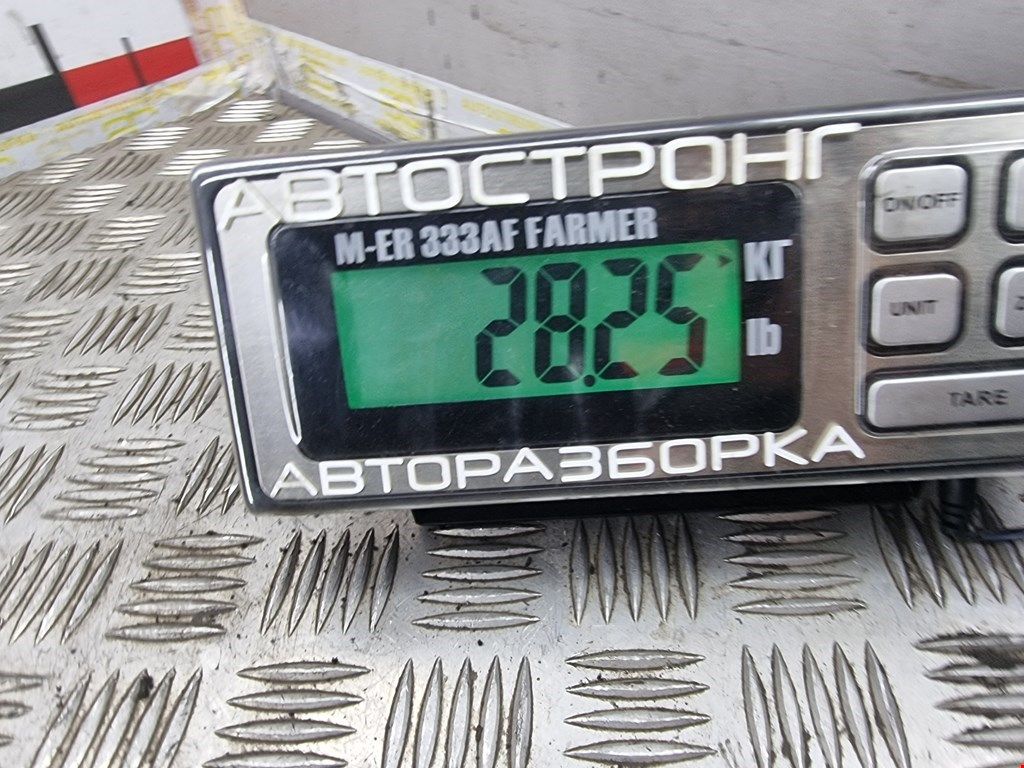 АВТОСТРОНГ
M-ER 333AF FARMER
28.25
КГ
lb
ON/OFF
UNIT
TARE
АВТОРАЗБОРКА